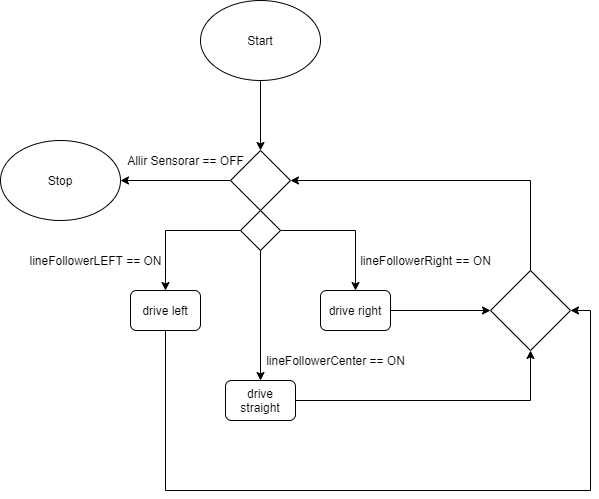 Start
Allir Sensorar == OFF
Stop
lineFollowerLEFT == ON
lineFollowerRight == ON
drive left
drive right
lineFollowerCenter == ON
drive
straight